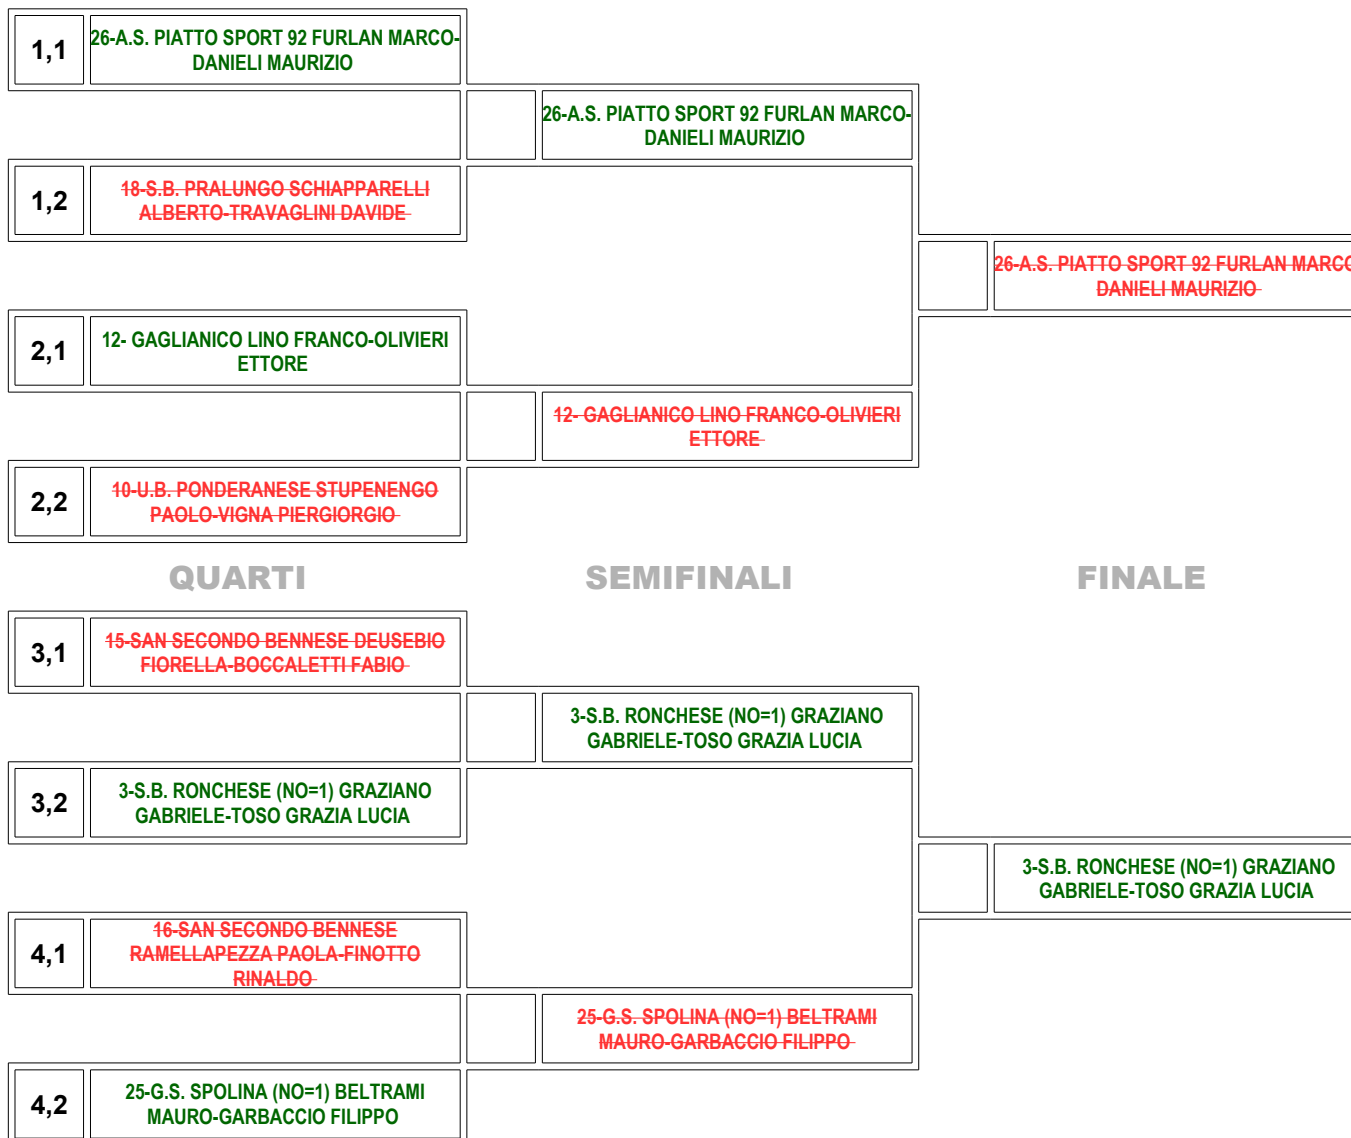 1,1
26-A.S. PIATTO SPORT 92 FURLAN MARCO-
DANIELI MAURIZIO
26-A.S. PIATTO SPORT 92 FURLAN MARCO-
DANIELI MAURIZIO
1,2
18-S.B. PRALUNGO SCHIAPPARELLI
ALBERTO-TRAVAGLINI DAVIDE
26-A.S. PIATTO SPORT 92 FURLAN MARCO
DANIELI MAURIZIO
2,1
12- GAGLIANICO LINO FRANCO-OLIVIERI
ETTORE
12- GAGLIANICO LINO FRANCO-OLIVIERI
ETTORE
2,2
10-U.B. PONDERANESE STUPENENGO
PAOLO-VIGNA PIERGIORGIO
QUARTI
SEMIFINALI
FINALE
3,1
15-SAN SECONDO BENNESE DEUSEBIO
FIORELLA-BOCCALETTI FABIO
3-S.B. RONCHESE (NO=1) GRAZIANO
GABRIELE-TOSO GRAZIA LUCIA
3,2
3-S.B. RONCHESE (NO=1) GRAZIANO
GABRIELE-TOSO GRAZIA LUCIA
3-S.B. RONCHESE (NO=1) GRAZIANO
GABRIELE-TOSO GRAZIA LUCIA
4,1
16-SAN SECONDO BENNESE
RAMELLAPEZZA PAOLA-FINOTTO
RINALDO
25-G.S. SPOLINA (NO=1) BELTRAMI
MAURO-GARBACCIO FILIPPO
4,2
25-G.S. SPOLINA (NO=1) BELTRAMI
MAURO-GARBACCIO FILIPPO